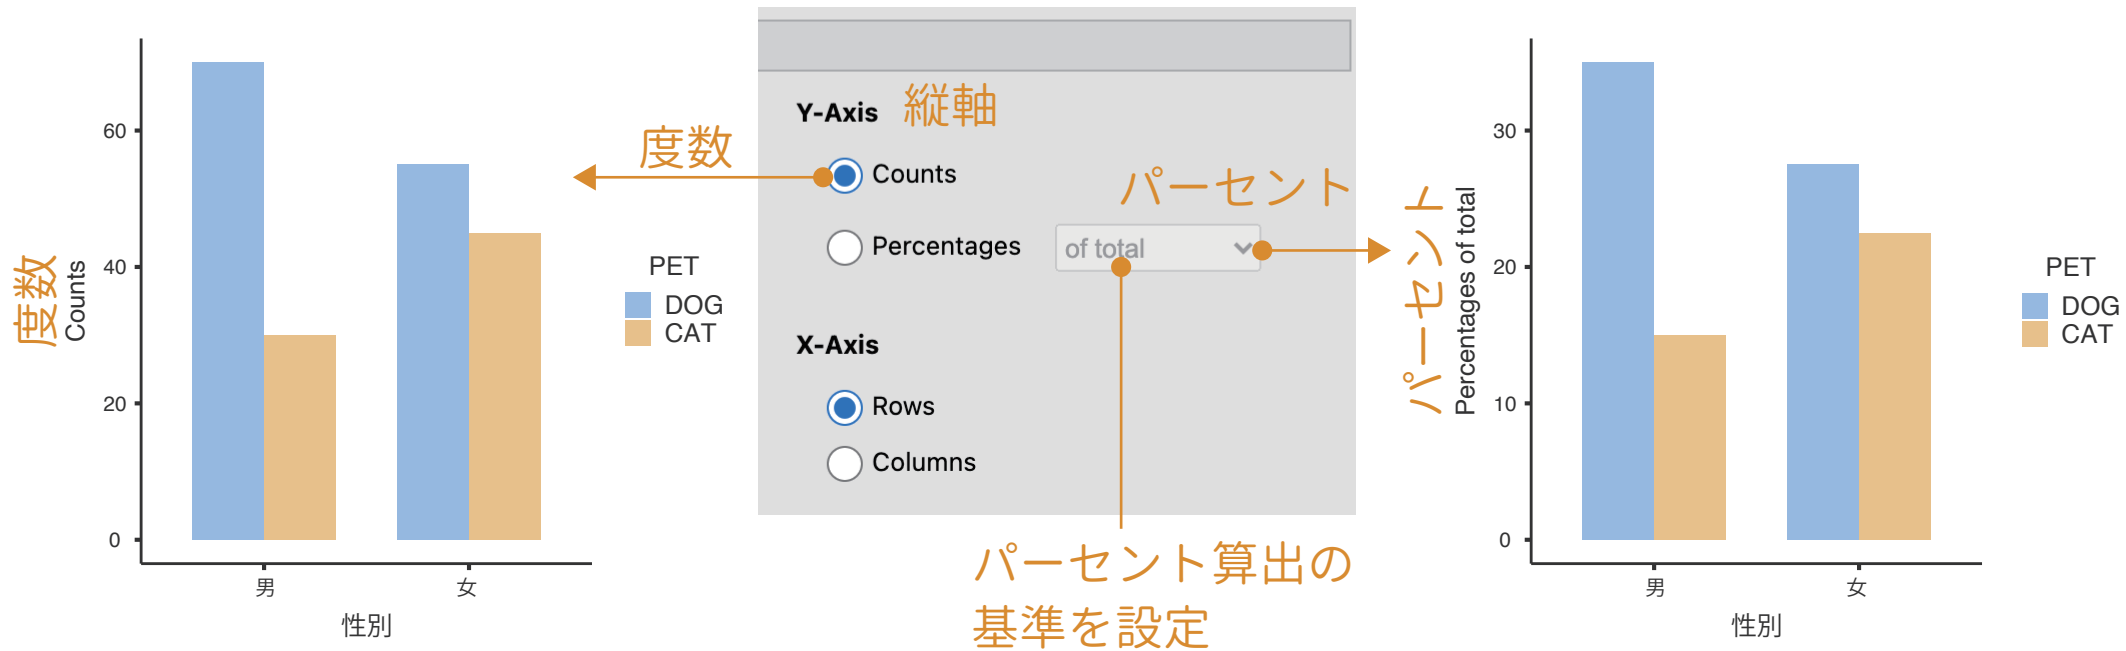 60
40
20
0
度数
Counts
男
女
性別
PET
DOG
CAT
度数
Y-Axis 縦軸
Counts
パーセント
Percentages of total
X-Axis
Rows
Columns
パーセント算出の
基準を設定
パーセント
Percentages of total
30
20
10
0
男
女
性別
PET
DOG
CAT